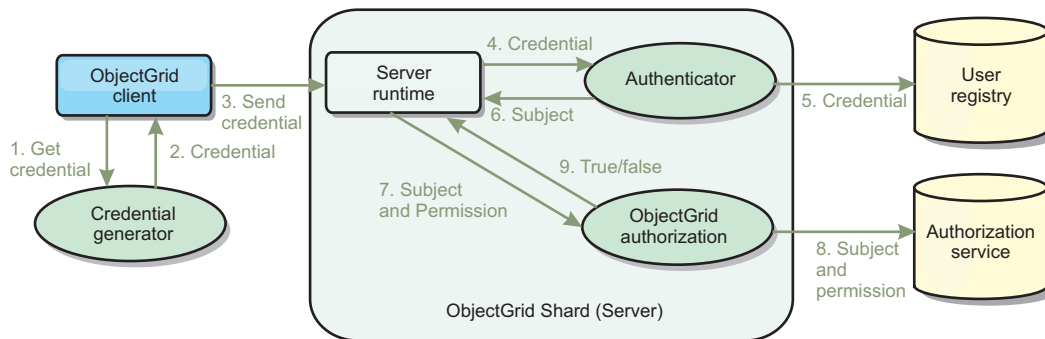 ObjectGrid
client
1. Get
credential
2. Credential
Credential
generator
3. Send
credential
Server
runtime
4. Credential
Authenticator
6. Subject
5. Credential
User
registry
7. Subject
and Permission
9. True/false
ObjectGrid
authorization
8. Subject
and
permission
Authorization
service
ObjectGrid Shard (Server)